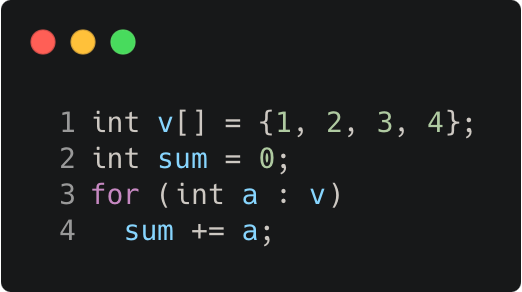 1 int v[] = {1, 2, 3, 4};
2 int sum = 0;
3 for (int a : v)
4   sum += a;